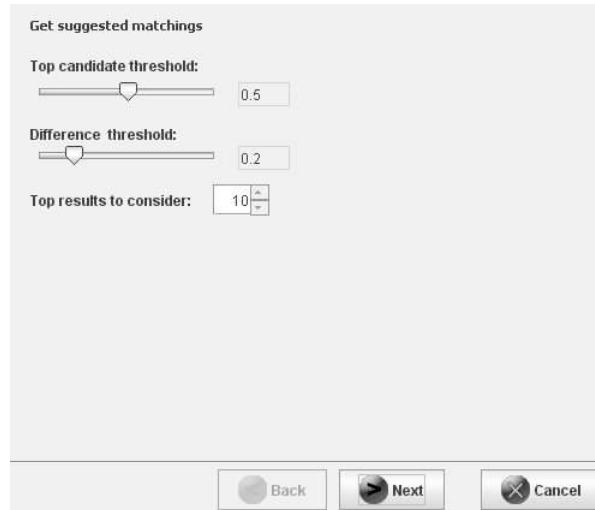 Get suggested matchings
Top candidate threshold:
0.5
Difference threshold:
0.2
Top results to consider: 10
Back Next Cancel